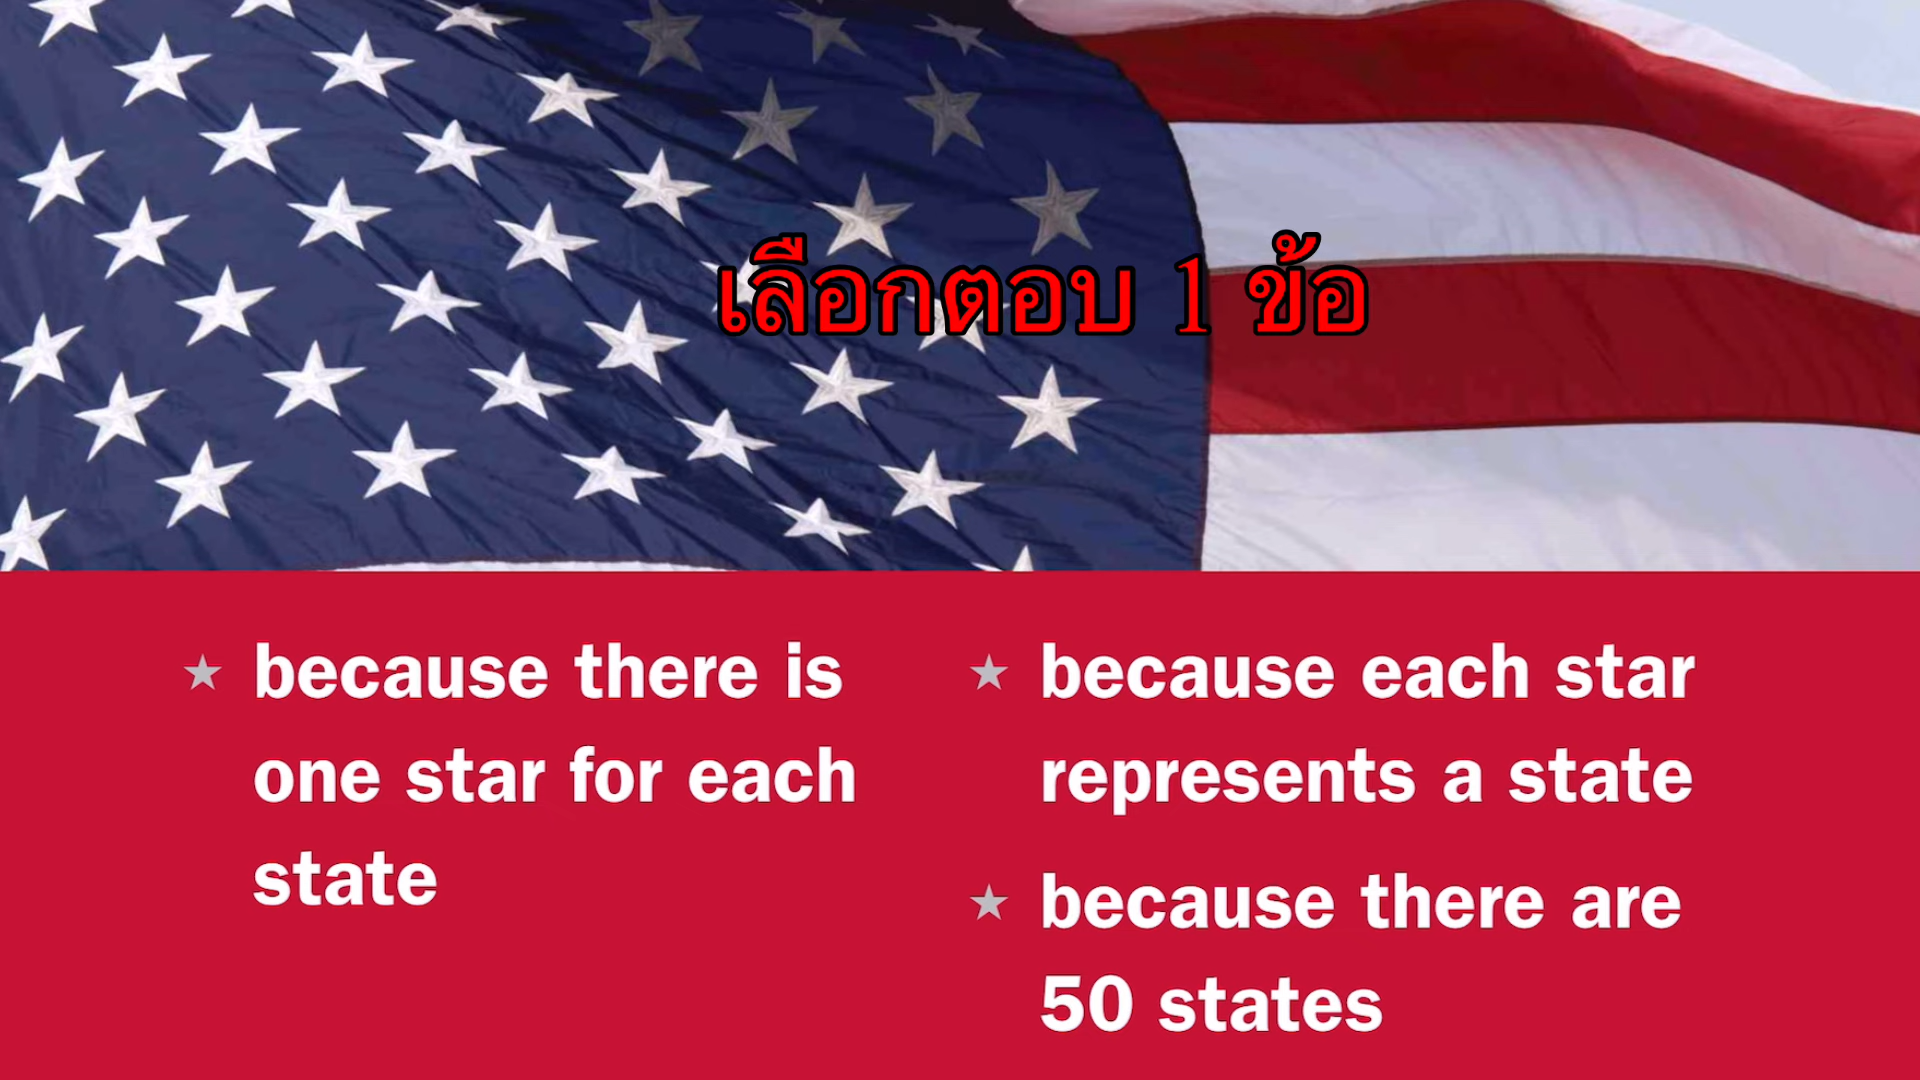 เลือกตอบ 1 ข้อ
because there is
one star for each
state
because each star
represents a state
because there are
50 states